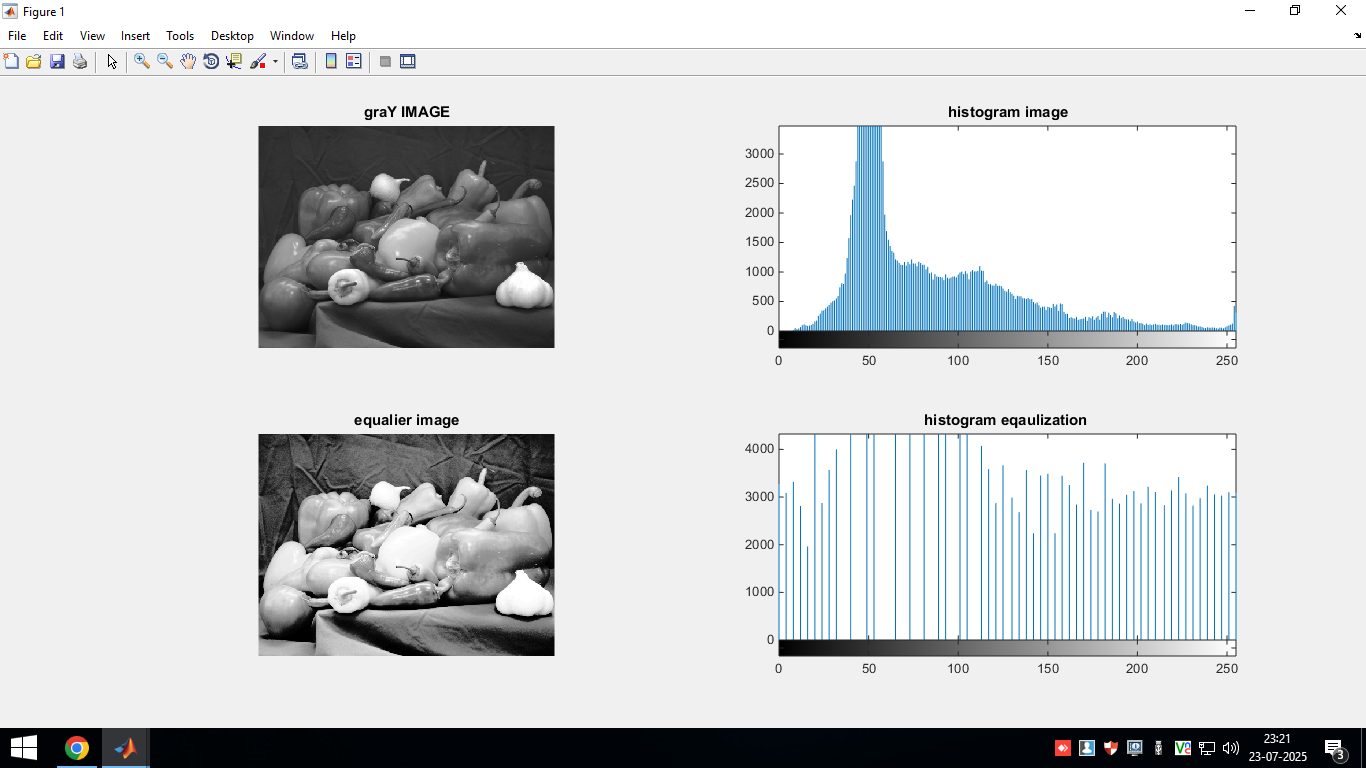 Figure 1
File Edit View Insert Tools Desktop Window Help
graY IMAGE
histogram image
3000
2500
2000
1500
1000
500
0
0 50 100 150 200 250
equalier image
histogram eqaulization
4000
3000
2000
1000
0
0 50 100 150 200 250
23:21
23-07-2025
3